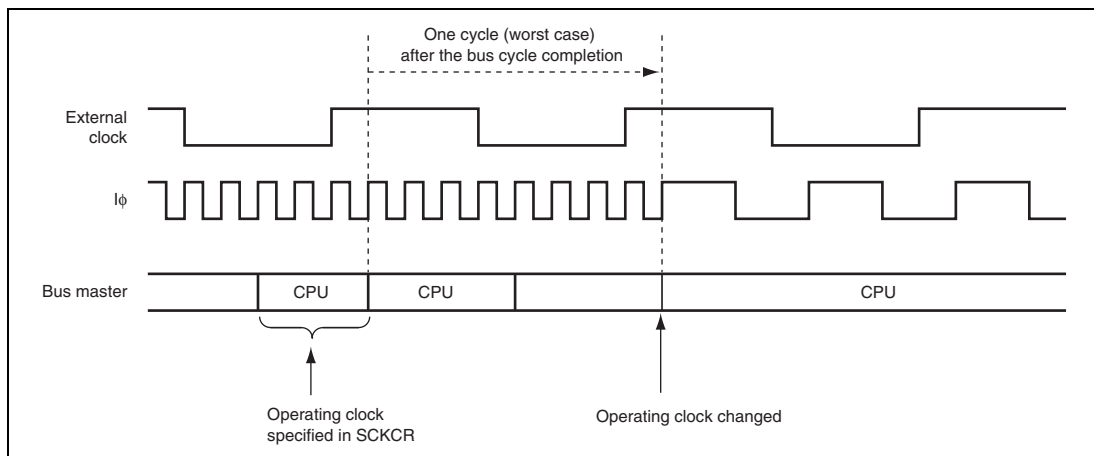 One cycle (worst case)
after the bus cycle completion
External
clock
Iϕ
Bus master
CPU
CPU
CPU
Operating clock
specified in SCKCR
Operating clock changed